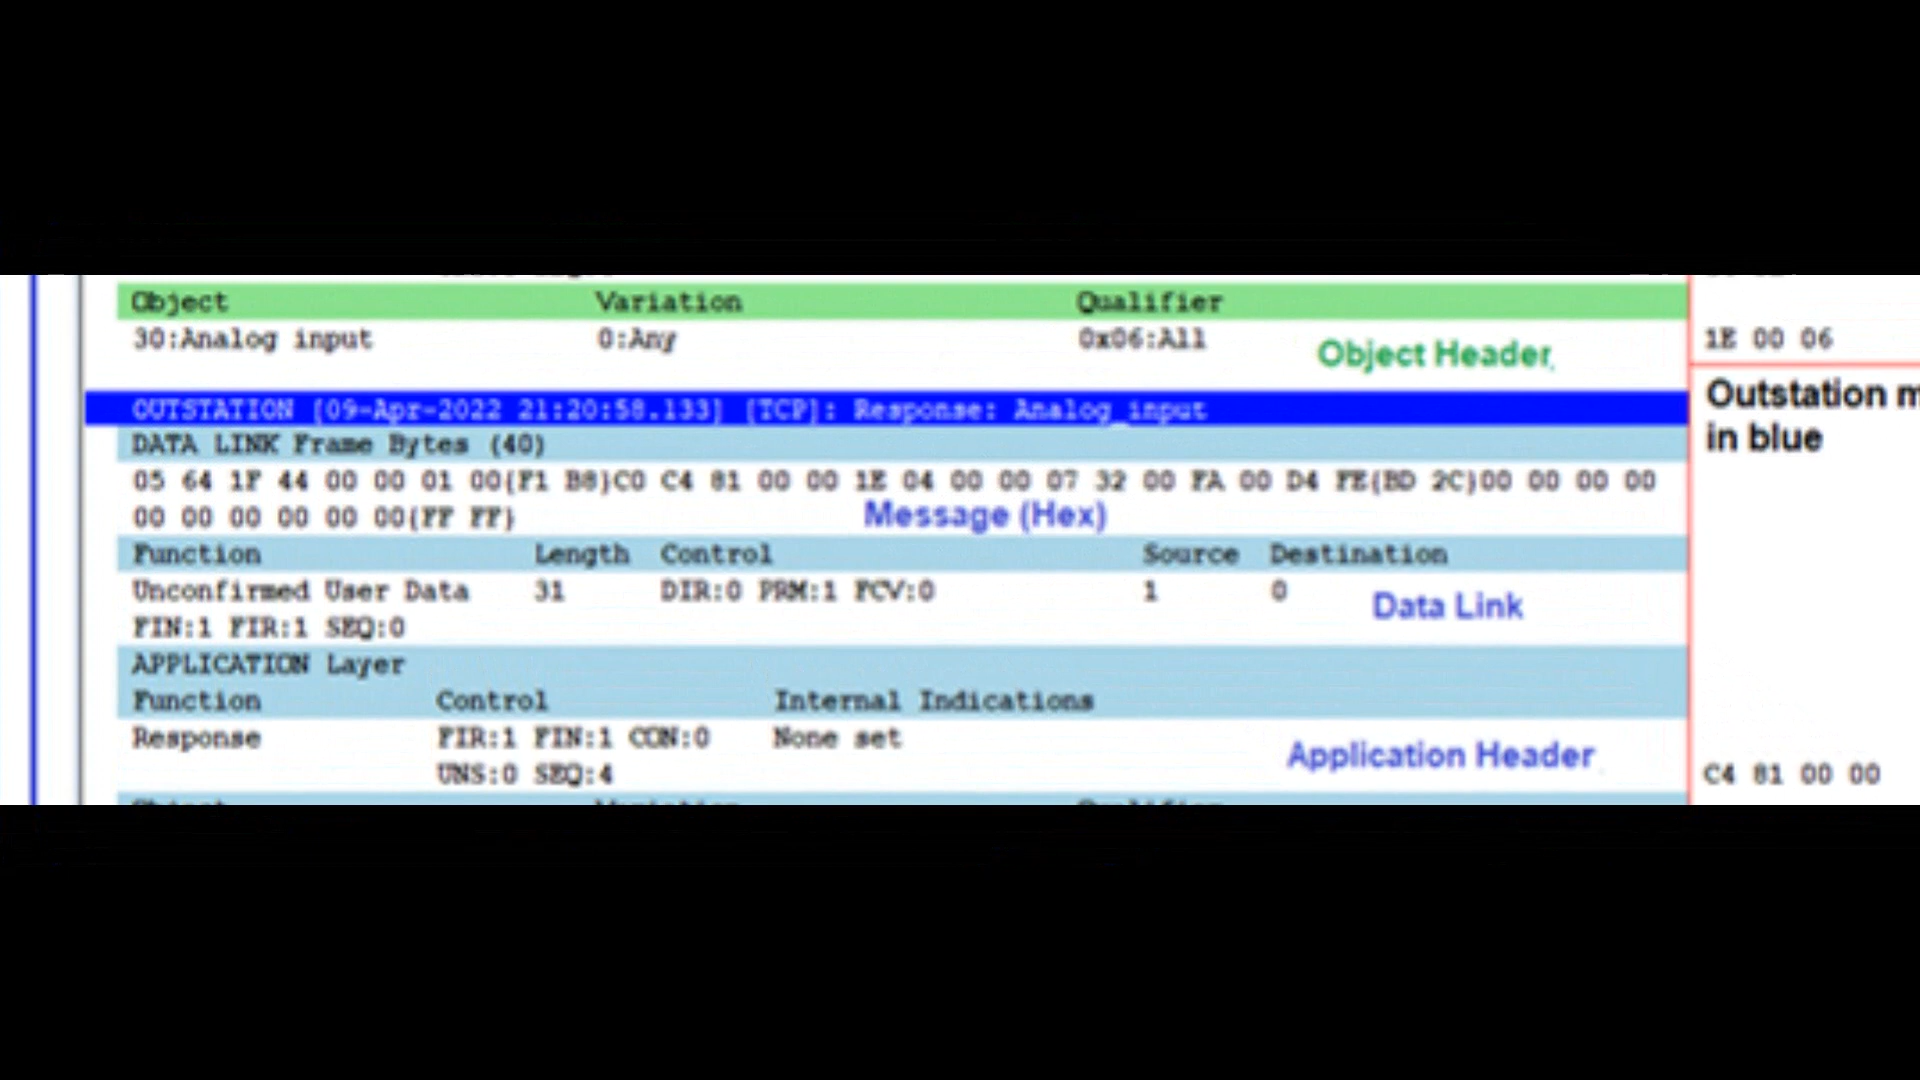 Object Variation Qualifier
30:Analog input 0:Any 0x06:All
Object Header
1E 00 06
OUTSTATION [09-Apr-2022 21:20:58.133] [TCP]: Response: Analog_input
Outstation m
in blue
DATA LINK Frame Bytes (40)
05 64 1F 44 00 00 01 00{F1 B8}C0 C4 81 00 00 1E 04 00 00 07 32 00 FA 00 D4 FE{BD 2C}00 00 00 00
00 00 00 00 00 00{FF FF}
Message (Hex)
Function Length Control Source Destination
Unconfirmed User Data 31 DIR:0 PRM:1 FCV:0 1 0
Data Link
FIN:1 FIR:1 SEQ:0
APPLICATION Layer
Function Control Internal Indications
Response FIR:1 FIN:1 CON:0 None set
Application Header
UNS:0 SEQ:4
C4 81 00 00